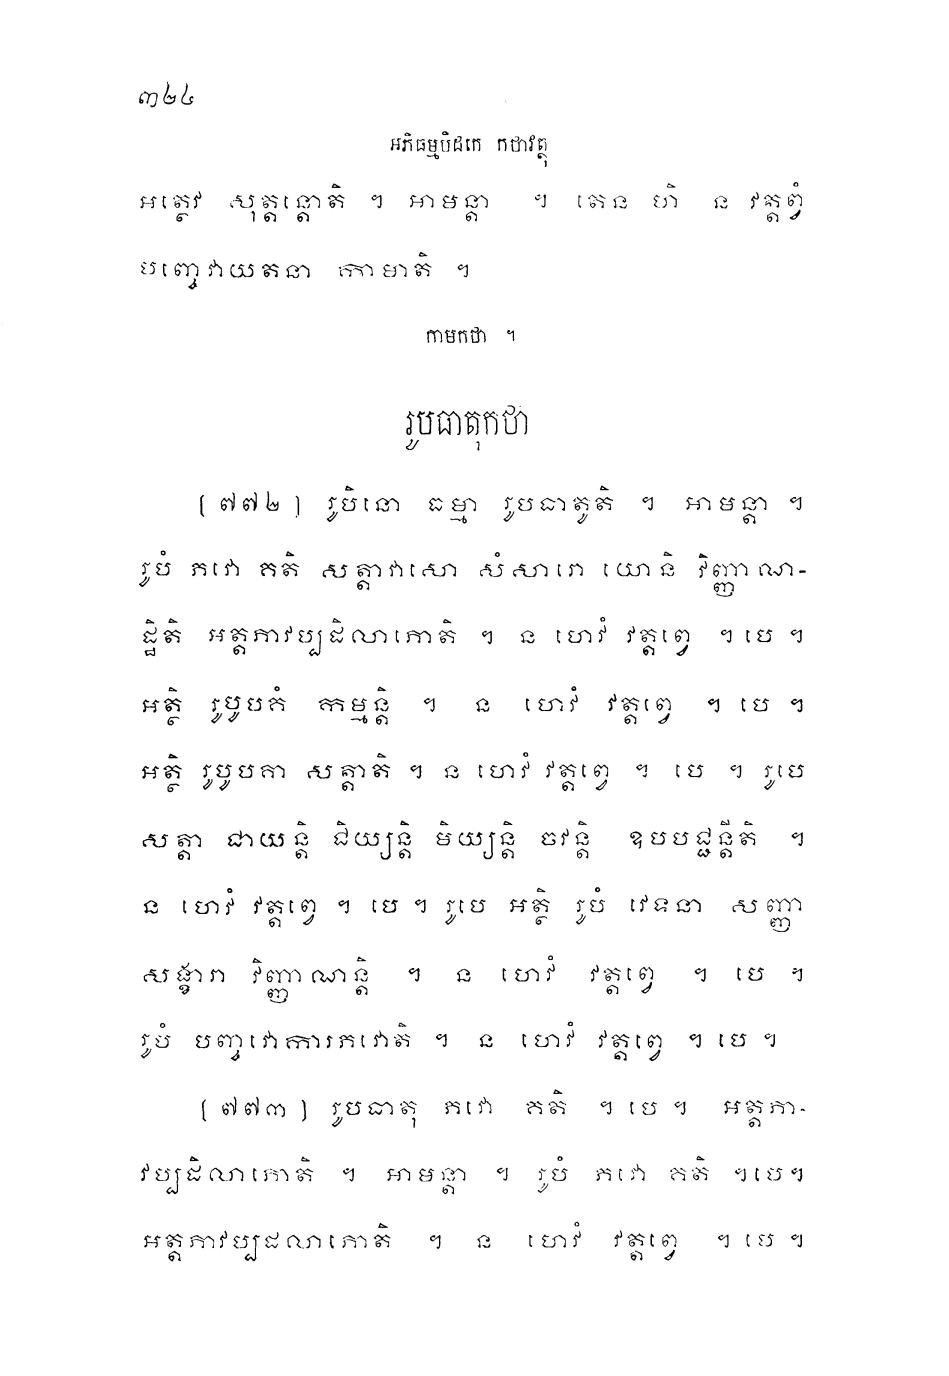 ៣២៤
អភិធម្មបិដកេ កថាវត្ថុ
អត្ថេវ សុត្តន្តោតិ ។ អាមន្តា ។ តេន ហិ ន វត្តព្វំ
បញ្ចេវាយតនា កាមាតិ ។
កាមកថា ។
រូបធាតុកថា
[៧៧២] រូបិនោ ធម្មា រូបធាតូតិ ។ អាមន្តា ។
រូបំ ភវោ គតិ សត្តាវាសោ សំសារោ យោនិ វិញ្ញាណ-
ដ្ឋិតិ អត្តភាវប្បដិលាភោតិ ។ ន ហេវំ វត្តព្វេ ។ បេ ។
អត្ថិ រូបូបគំ កម្មន្តិ ។ ន ហេវំ វត្តព្វេ ។ បេ ។
អត្ថិ រូបូបគា សត្តាតិ ។ ន ហេវំ វត្តព្វេ ។ បេ ។ រូបេ
សត្តា ជាយន្តិ ជិយ្យន្តិ មិយ្យន្តិ ចវន្តិ ឧបបជ្ជន្តីតិ ។
ន ហេវំ វត្តព្វេ ។ បេ ។ រូបេ អត្ថិ រូបំ វេទនា សញ្ញា
សង្ខារា វិញ្ញាណន្តិ ។ ន ហេវំ វត្តព្វេ ។ បេ ។
រូបំ បញ្ចវោការភវោតិ ។ ន ហេវំ វត្តព្វេ ។ បេ ។
[៧៧៣] រូបធាតុ ភវោ គតិ ។ បេ ។ អត្តភា-
វប្បដិលាភោតិ ។ អាមន្តា ។ រូបំ ភវោ គតិ ។ បេ ។
អត្តភាវប្បដិលាភោតិ ។ ន ហេវំ វត្តព្វេ ។ បេ ។